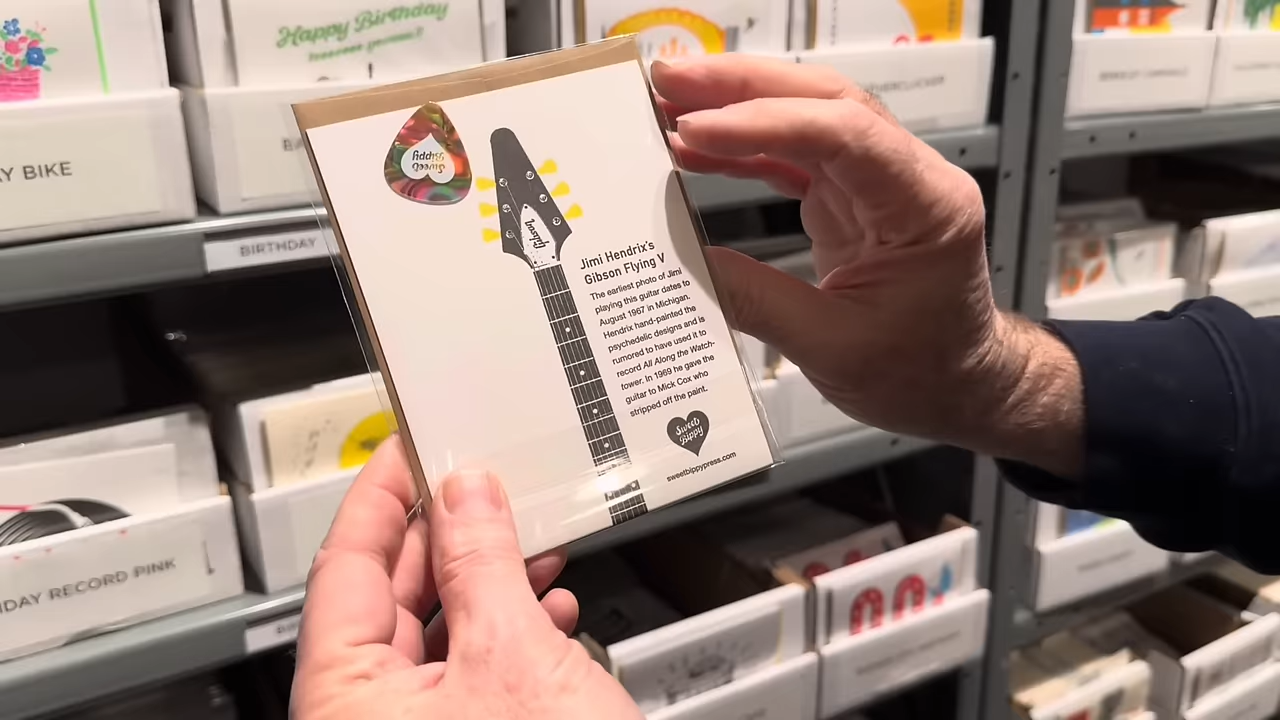 Happy Birthday
Y BIKE
BA
BIRTHDAY
Sweet
Bippy
Gibson
Jimi Hendrix's
Gibson Flying V
The earliest photo of Jimi
playing this guitar dates to
August 1967 in Michigan.
Hendrix hand-painted the
psychedelic designs and is
rumored to have used it to
record All Along the Watch-
tower. In 1969 he gave the
guitar to Mick Cox who
stripped off the paint.
Sweet
Bippy
sweetbippypress.com
DAY RECORD PINK